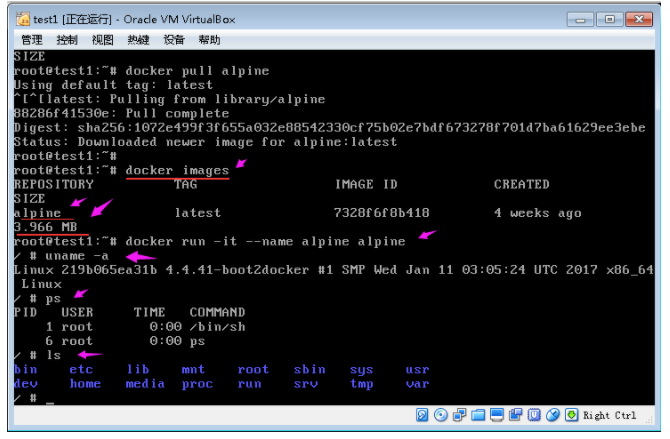 test1 [正在运行] - Oracle VM VirtualBox
管理 控制 视图 热键 设备 帮助
SIZE
root@test1:~# docker pull alpine
Using default tag: latest
^[^[latest: Pulling from library/alpine
88286f41530e: Pull complete
Digest: sha256:1072e499f3f655a032e88542330cf75b02e7bdf673278f701d7ba61629ee3ebe
Status: Downloaded newer image for alpine:latest
root@test1:~#
root@test1:~# docker images
REPOSITORY TAG IMAGE ID CREATED
SIZE
alpine latest 7328f6f8b418 4 weeks ago
3.966 MB
root@test1:~# docker run -it --name alpine alpine
/ # uname -a
Linux 219b065ea31b 4.4.41-boot2docker #1 SMP Wed Jan 11 03:05:24 UTC 2017 x86_64
Linux
/ # ps
PID USER TIME COMMAND
1 root 0:00 /bin/sh
6 root 0:00 ps
/ # ls
bin etc lib mnt root sbin sys usr
dev home media proc run srv tmp var
/ # _
Right Ctrl